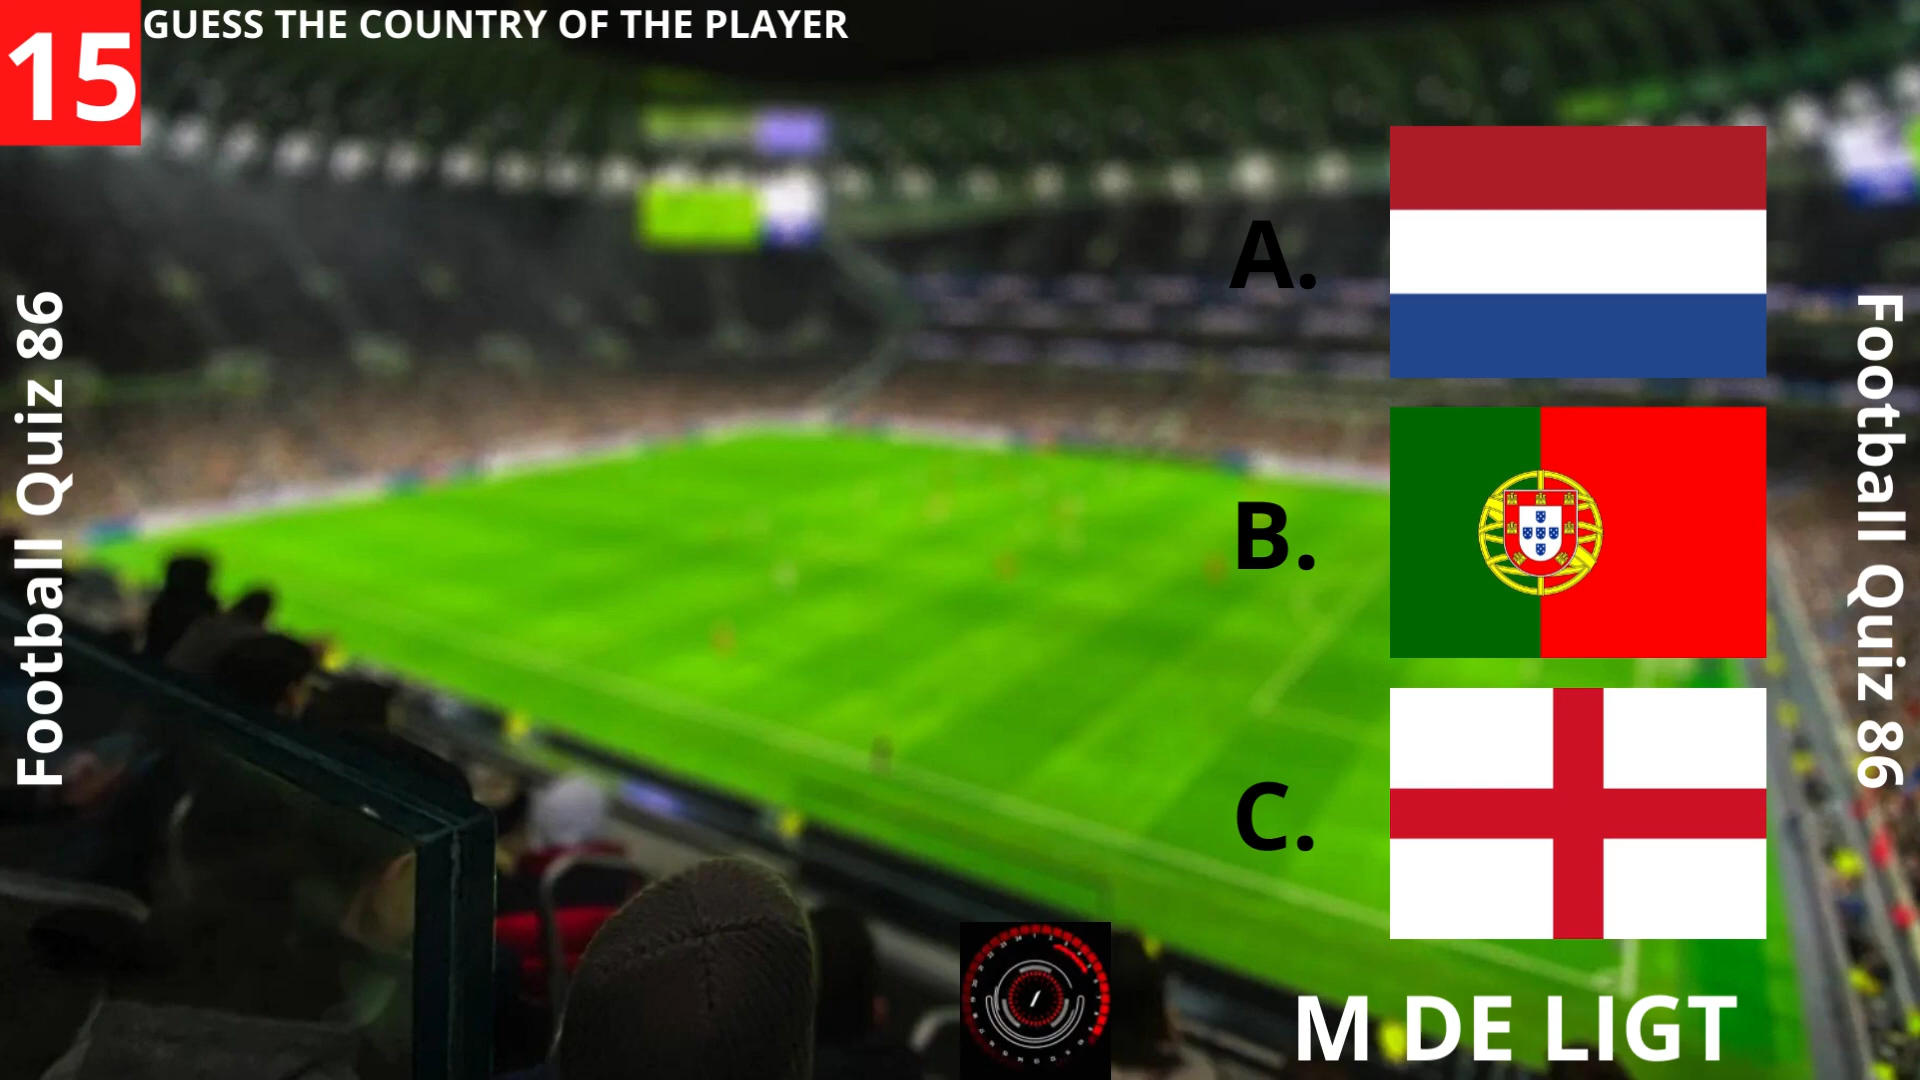 15
GUESS THE COUNTRY OF THE PLAYER
Football Quiz 86
A.
B.
C.
Football Quiz 86
M DE LIGT